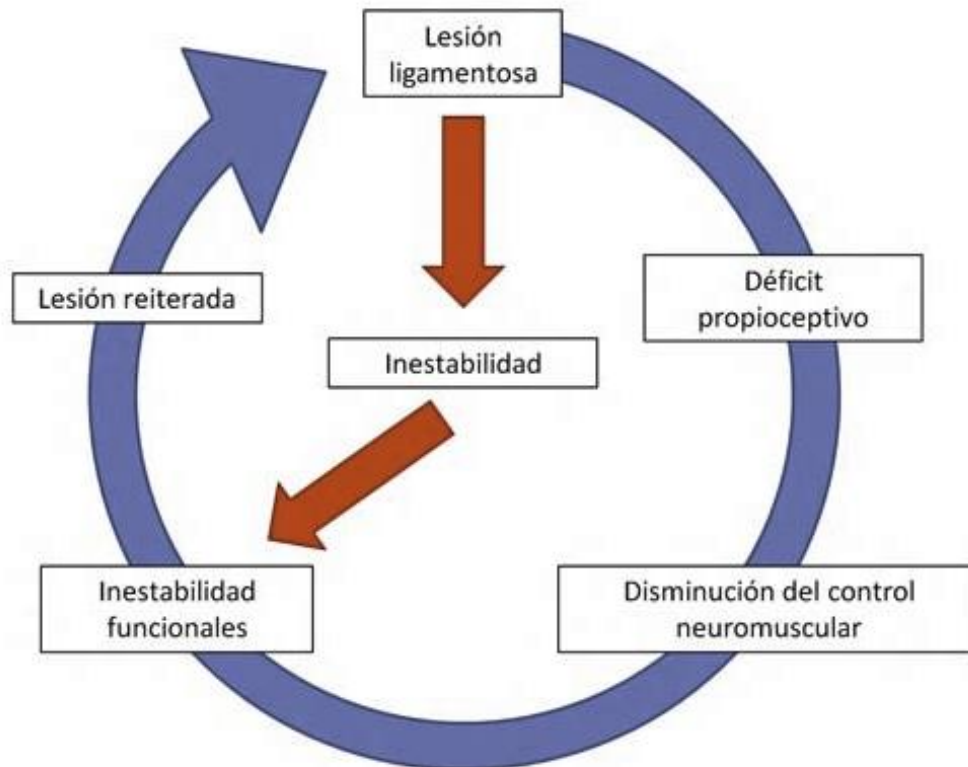 Lesión
ligamentosa
Déficit
propioceptivo
Disminución del control
neuromuscular
Inestabilidad
funcionales
Lesión reiterada
Inestabilidad